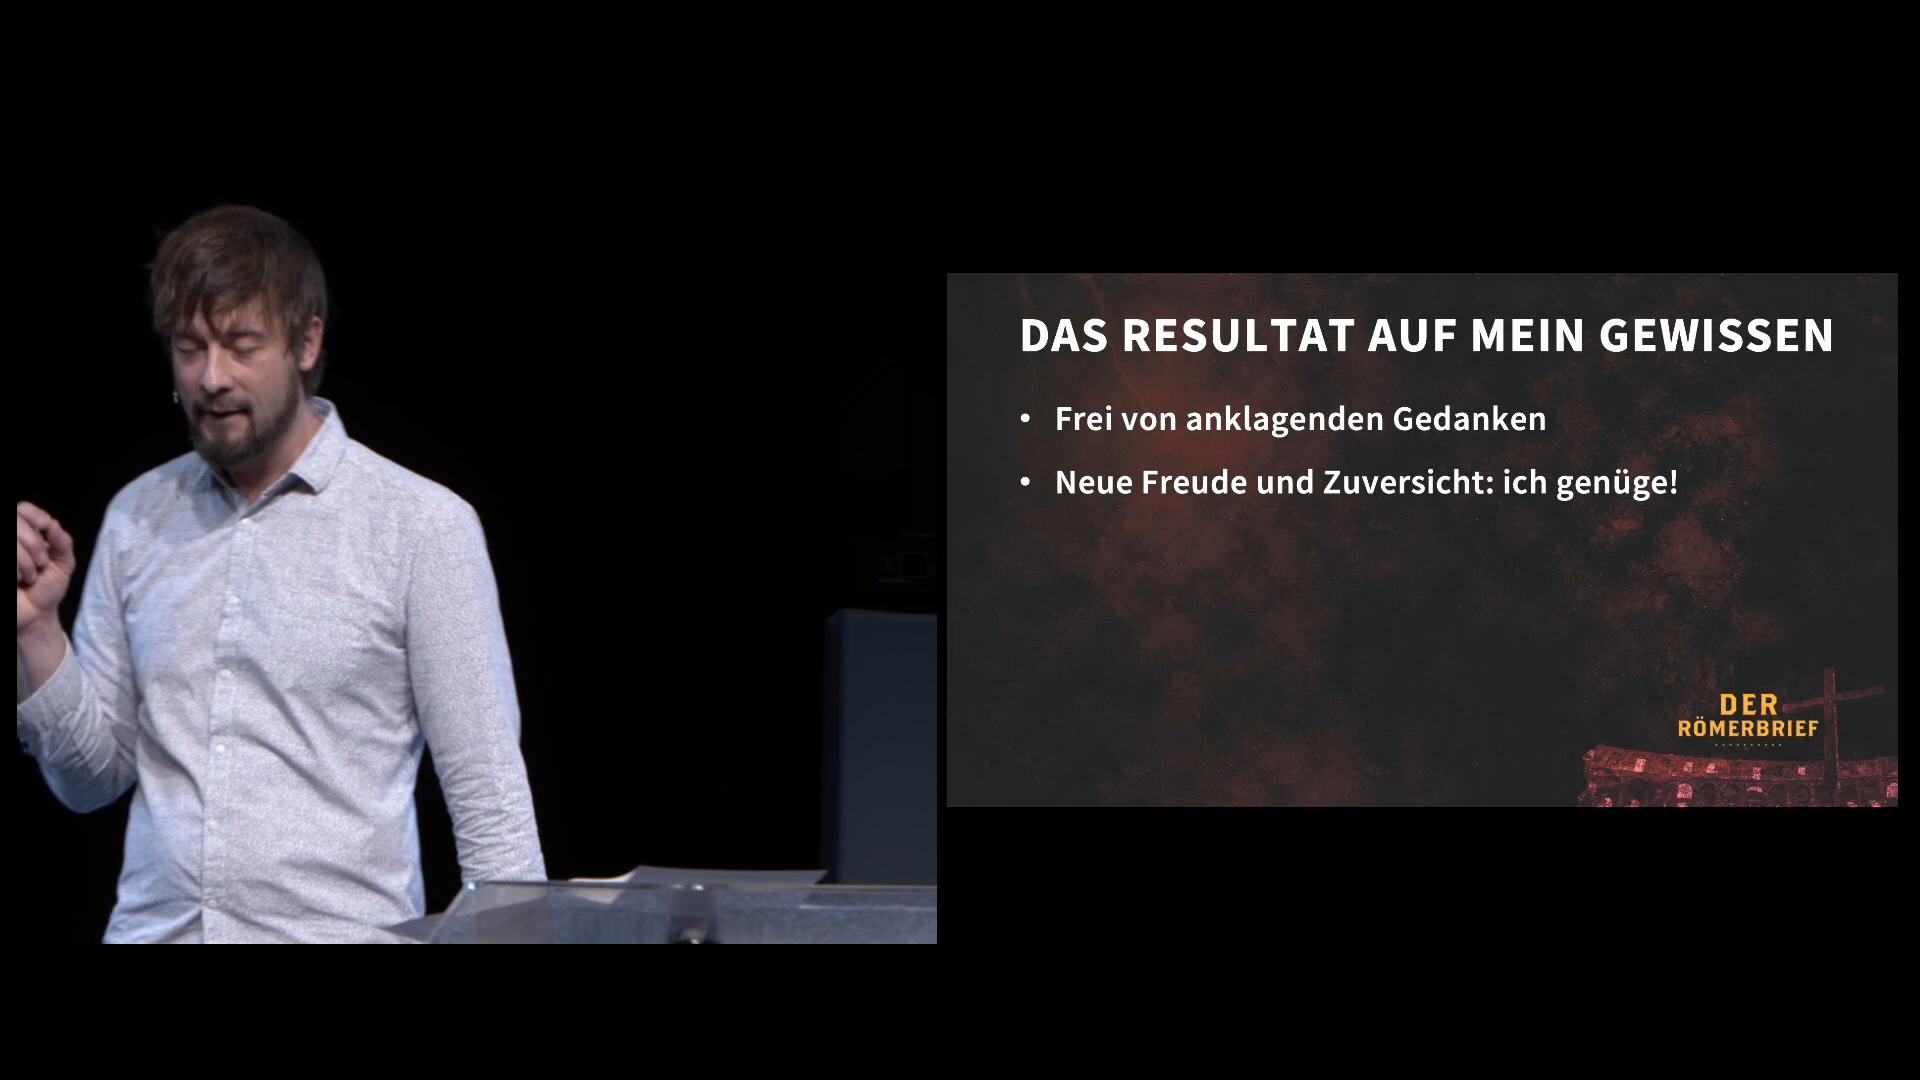 DAS RESULTAT AUF MEIN GEWISSEN
• Frei von anklagenden Gedanken
• Neue Freude und Zuversicht: ich genüge!
DER
RÖMERBRIEF